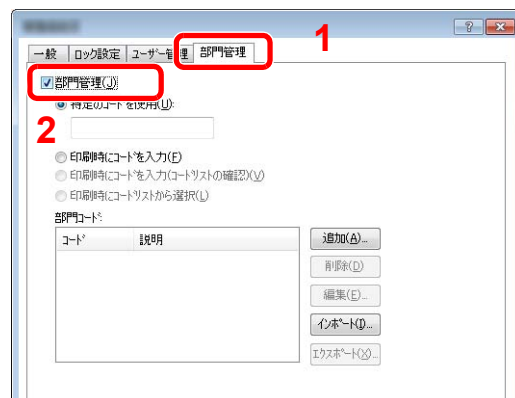 1
一般 ロック設定 ユーザー管理 部門管理
部門管理(J)
特定のコードを使用(U):
2
印刷時にコードを入力(F)
印刷時にコードを入力(コードリストの確認)(V)
印刷時にコードリストから選択(L)
部門コード:
コード 説明
追加(A)...
削除(D)
編集(E)...
インポート(I)...
エクスポート(X)...